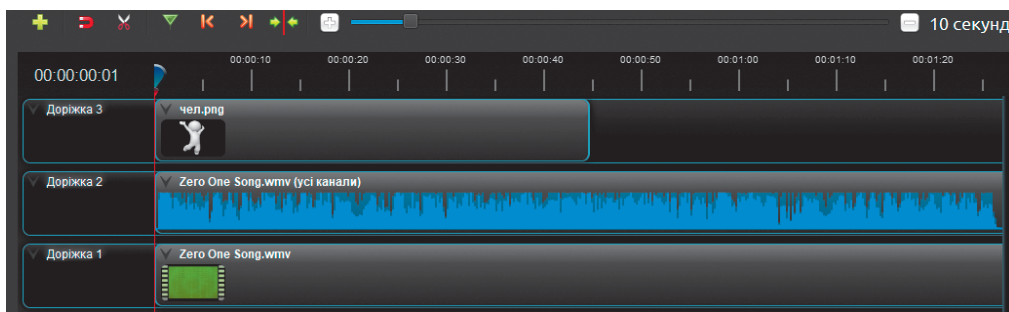 10 секунд
00:00:00:01
00:00:10 00:00:20 00:00:30 00:00:40 00:00:50 00:01:00 00:01:10 00:01:20
Доріжка 3 чел.png
Доріжка 2 Zero One Song.wmv (усі канали)
Доріжка 1 Zero One Song.wmv